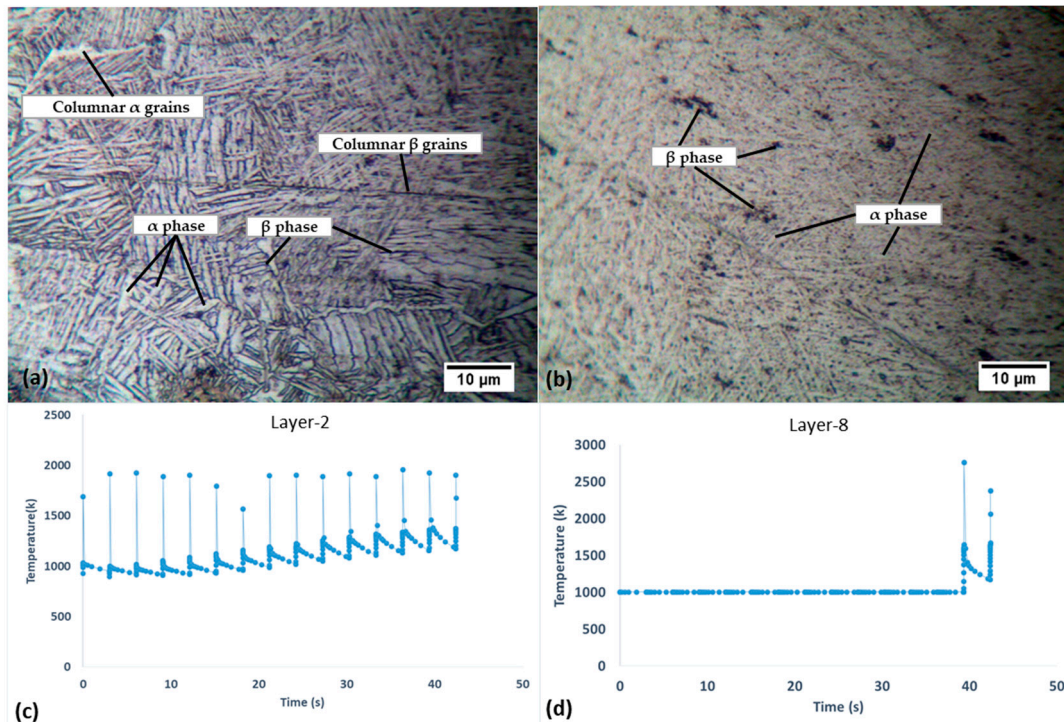 Columnar α grains
Columnar β grains
α phase
β phase
10 μm
(a)
β phase
α phase
10 μm
(b)
Layer-2
2500
2000
1500
1000
500
0
Temperature(k)
0 10 20 30 40 50
Time (s)
(c)
Layer-8
3000
2500
2000
1500
1000
500
0
Temperature (k)
0 10 20 30 40 50
Time (s)
(d)